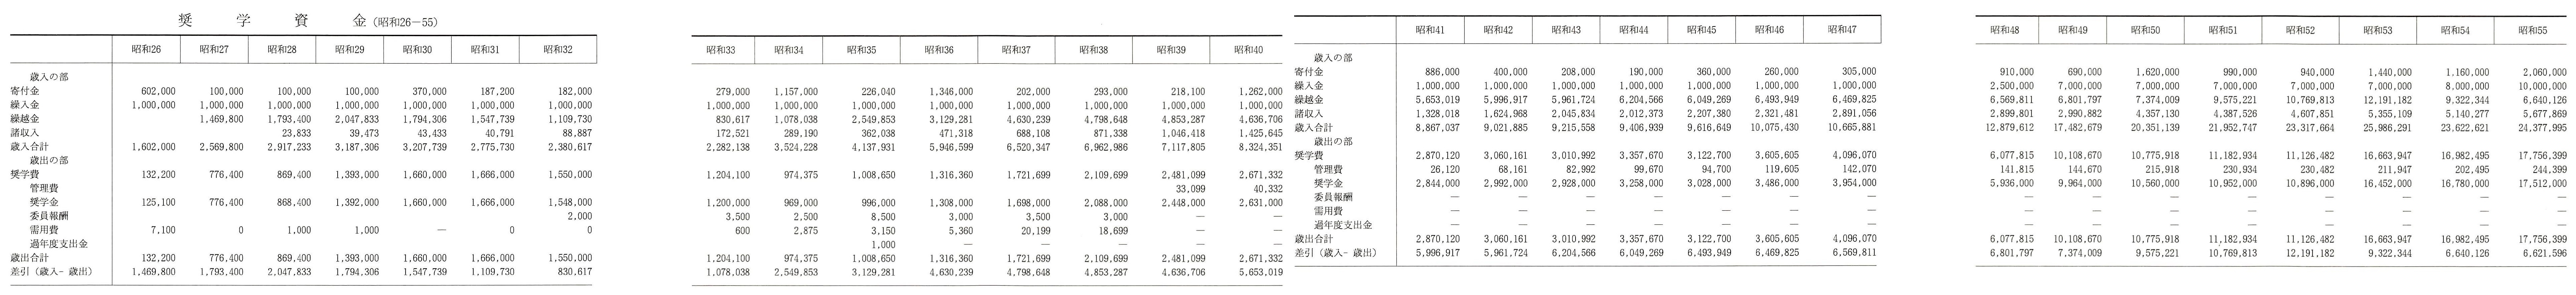 奨学資金（昭和26－55）
昭和26 昭和27 昭和28 昭和29 昭和30 昭和31 昭和32
歳入の部
寄付金 602,000 100,000 100,000 100,000 370,000 187,200 182,000
繰入金 1,000,000 1,000,000 1,000,000 1,000,000 1,000,000 1,000,000 1,000,000
繰越金 1,469,800 1,793,400 2,047,833 1,794,306 1,547,739 1,109,730
諸収入 23,833 39,473 43,433 40,791 88,887
歳入合計 1,602,000 2,569,800 2,917,233 3,187,306 3,207,739 2,775,730 2,380,617
歳出の部
奨学費 132,200 776,400 869,400 1,393,000 1,660,000 1,666,000 1,550,000
管理費
奨学金 125,100 776,400 868,400 1,392,000 1,660,000 1,666,000 1,548,000
委員報酬 2,000
需用費 7,100 0 1,000 1,000 － 0 0
過年度支出金
歳出合計 132,200 776,400 869,400 1,393,000 1,660,000 1,666,000 1,550,000
差引（歳入－歳出） 1,469,800 1,793,400 2,047,833 1,794,306 1,547,739 1,109,730 830,617
昭和33 昭和34 昭和35 昭和36 昭和37 昭和38 昭和39 昭和40
279,000 1,157,000 226,040 1,346,000 202,000 293,000 218,100 1,262,000
1,000,000 1,000,000 1,000,000 1,000,000 1,000,000 1,000,000 1,000,000 1,000,000
830,617 1,078,038 2,549,853 3,129,281 4,630,239 4,798,648 4,853,287 4,636,706
172,521 289,190 362,038 471,318 688,108 871,338 1,046,418 1,425,645
2,282,138 3,524,228 4,137,931 5,946,599 6,520,347 6,962,986 7,117,805 8,324,351
1,204,100 974,375 1,008,650 1,316,360 1,721,699 2,109,699 2,481,099 2,671,332
33,099 40,332
1,200,000 969,000 996,000 1,308,000 1,698,000 2,088,000 2,448,000 2,631,000
3,500 2,500 8,500 3,000 3,500 3,000 － －
600 2,875 3,150 5,360 20,199 18,699 － －
1,000 － － － － －
1,204,100 974,375 1,008,650 1,316,360 1,721,699 2,109,699 2,481,099 2,671,332
1,078,038 2,549,853 3,129,281 4,630,239 4,798,648 4,853,287 4,636,706 5,653,019
昭和41 昭和42 昭和43 昭和44 昭和45 昭和46 昭和47
歳入の部
寄付金 886,000 400,000 208,000 190,000 360,000 260,000 305,000
繰入金 1,000,000 1,000,000 1,000,000 1,000,000 1,000,000 1,000,000 1,000,000
繰越金 5,653,019 5,996,917 5,961,724 6,204,566 6,049,269 6,493,949 6,469,825
諸収入 1,328,018 1,624,968 2,045,834 2,012,373 2,207,380 2,321,481 2,891,056
歳入合計 8,867,037 9,021,885 9,215,558 9,406,939 9,616,649 10,075,430 10,665,881
歳出の部
奨学費 2,870,120 3,060,161 3,010,992 3,357,670 3,122,700 3,605,605 4,096,070
管理費 26,120 68,161 82,992 99,670 94,700 119,605 142,070
奨学金 2,844,000 2,992,000 2,928,000 3,258,000 3,028,000 3,486,000 3,954,000
委員報酬 － － － － － － －
需用費 － － － － － － －
過年度支出金 － － － － － － －
歳出合計 2,870,120 3,060,161 3,010,992 3,357,670 3,122,700 3,605,605 4,096,070
差引（歳入－歳出） 5,996,917 5,961,724 6,204,566 6,049,269 6,493,949 6,469,825 6,569,811
昭和48 昭和49 昭和50 昭和51 昭和52 昭和53 昭和54 昭和55
910,000 690,000 1,620,000 990,000 940,000 1,440,000 1,160,000 2,060,000
2,500,000 7,000,000 7,000,000 7,000,000 7,000,000 7,000,000 8,000,000 10,000,000
6,569,811 6,801,797 7,374,009 9,575,221 10,769,813 12,191,182 9,322,344 6,640,126
2,899,801 2,990,882 4,357,130 4,387,526 4,607,851 5,355,109 5,140,277 5,677,869
12,879,612 17,482,679 20,351,139 21,952,747 23,317,664 25,986,291 23,622,621 24,377,995
6,077,815 10,108,670 10,775,918 11,182,934 11,126,482 16,663,947 16,982,495 17,756,399
141,815 144,670 215,918 230,934 230,482 211,947 202,495 244,399
5,936,000 9,964,000 10,560,000 10,952,000 10,896,000 16,452,000 16,780,000 17,512,000
－ － － － － － － －
－ － － － － － － －
－ － － － － － － －
6,077,815 10,108,670 10,775,918 11,182,934 11,126,482 16,663,947 16,982,495 17,756,399
6,801,797 7,374,009 9,575,221 10,769,813 12,191,182 9,322,344 6,640,126 6,621,596